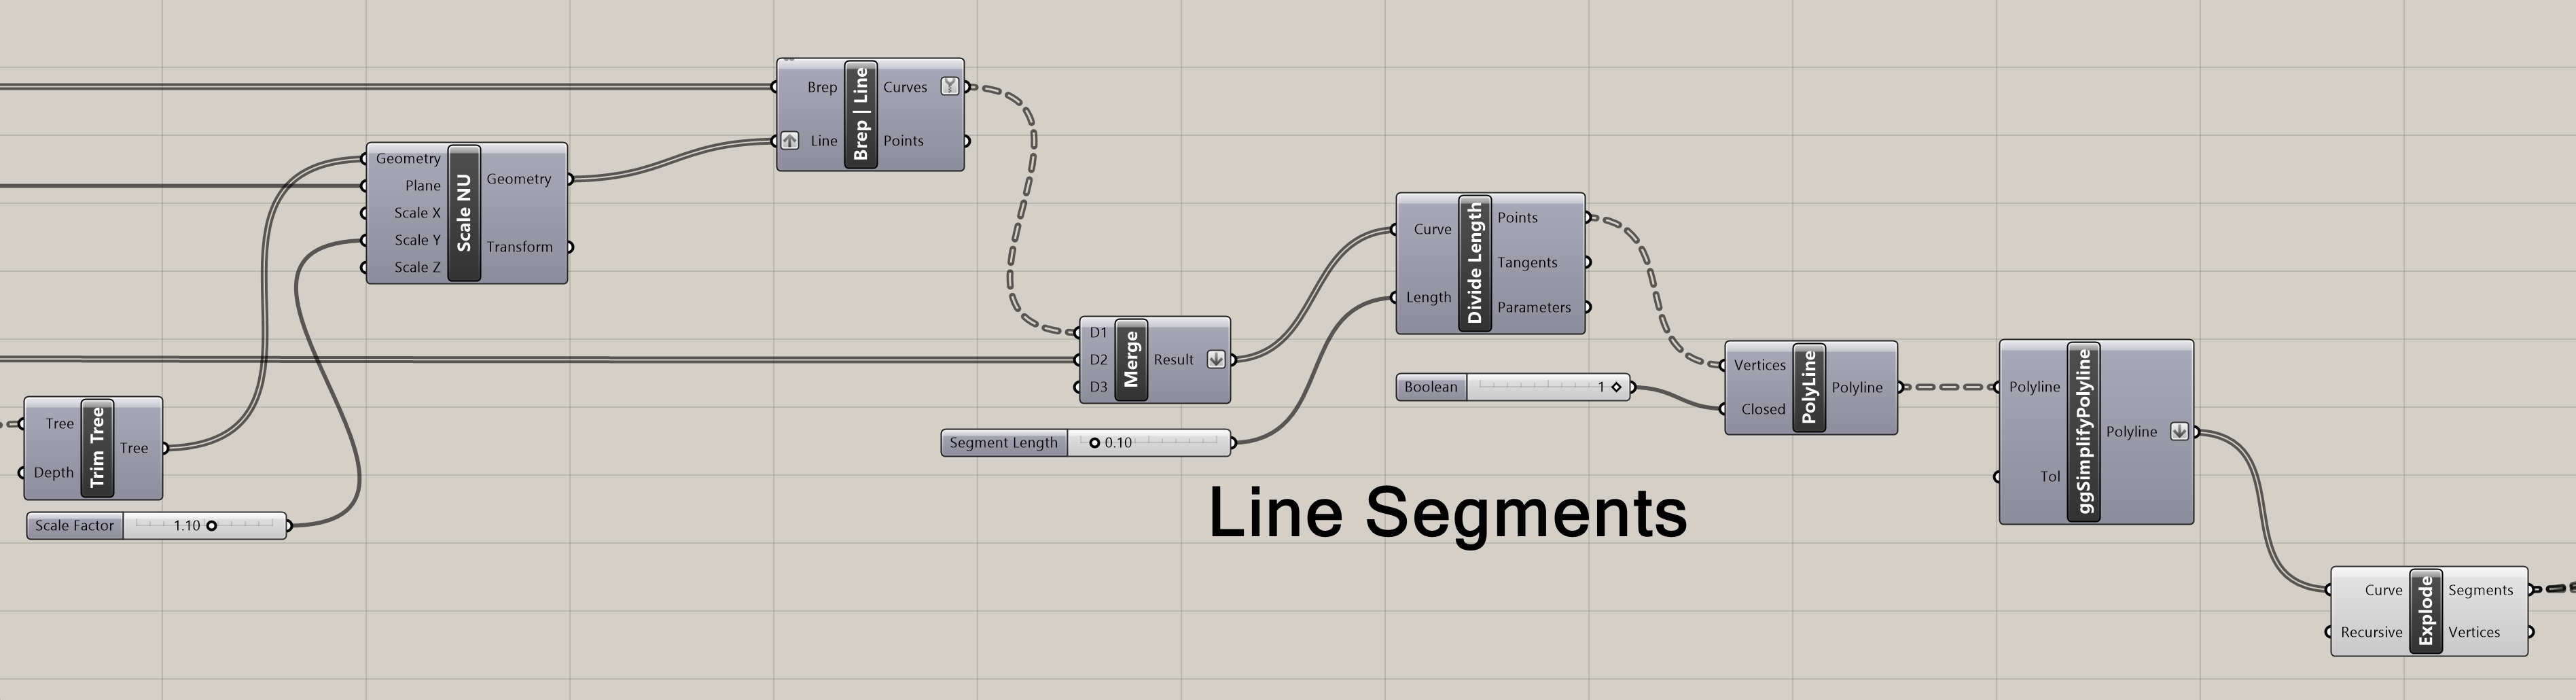 Brep
Line
Brep | Line
Curves
Points
Geometry
Plane
Scale X
Scale Y
Scale Z
Scale NU
Geometry
Transform
Curve
Length
Divide Length
Points
Tangents
Parameters
D1
D2
D3
Merge
Result
Boolean
1
Vertices
Closed
PolyLine
Polyline
Polyline
Tol
ggSimplifyPolyline
Polyline
Tree
Depth
Trim Tree
Tree
Segment Length
0.10
Scale Factor
1.10
Line Segments
Curve
Recursive
Explode
Segments
Vertices